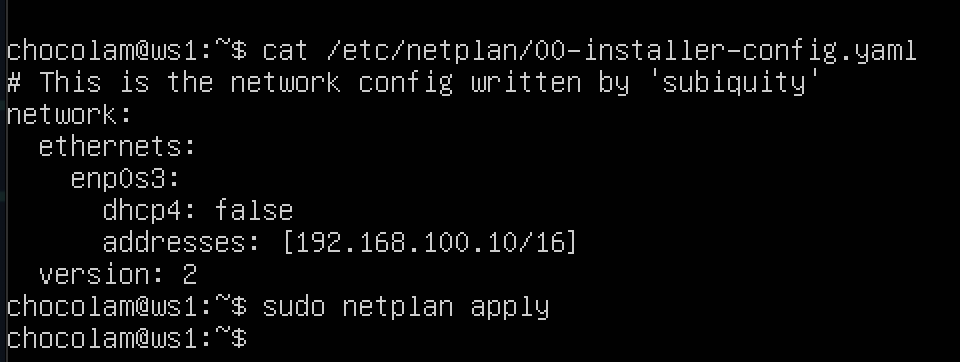 chocolam@ws1:~$ cat /etc/netplan/00-installer-config.yaml
# This is the network config written by 'subiquity'
network:
  ethernets:
    enp0s3:
      dhcp4: false
      addresses: [192.168.100.10/16]
  version: 2
chocolam@ws1:~$ sudo netplan apply
chocolam@ws1:~$